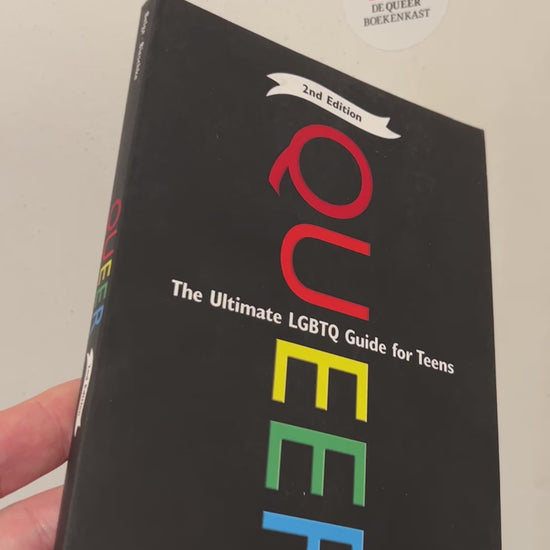 DE QUEER
BOEKENKAST
2nd Edition
QUEER
The Ultimate LGBTQ Guide for Teens
QUEER